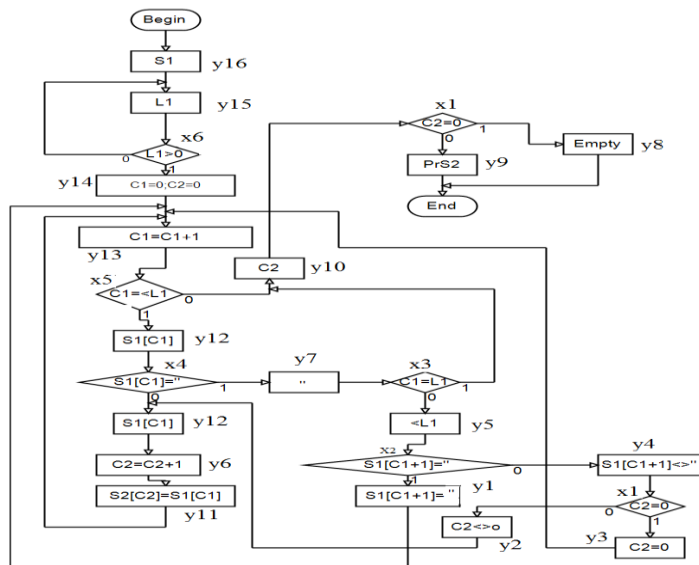 Begin
S1
y16
L1
y15
x6
L1>0
0
1
y14
C1=0;C2=0
C1=C1+1
y13
x5
C1=<L1
0
1
S1[C1]
y12
x4
S1[C1]="
1
0
S1[C1]
y12
C2=C2+1
y6
S2[C2]=S1[C1]
y11
x1
C2=0
1
0
Empty
y8
PrS2
y9
End
C2
y10
y7
"
x3
C1=L1
1
0
<L1
y5
x2
S1[C1+1]="
0
1
S1[C1+1]="
y1
y4
S1[C1+1]<>"
x1
C2=0
0
1
C2<>o
y2
y3
C2=0